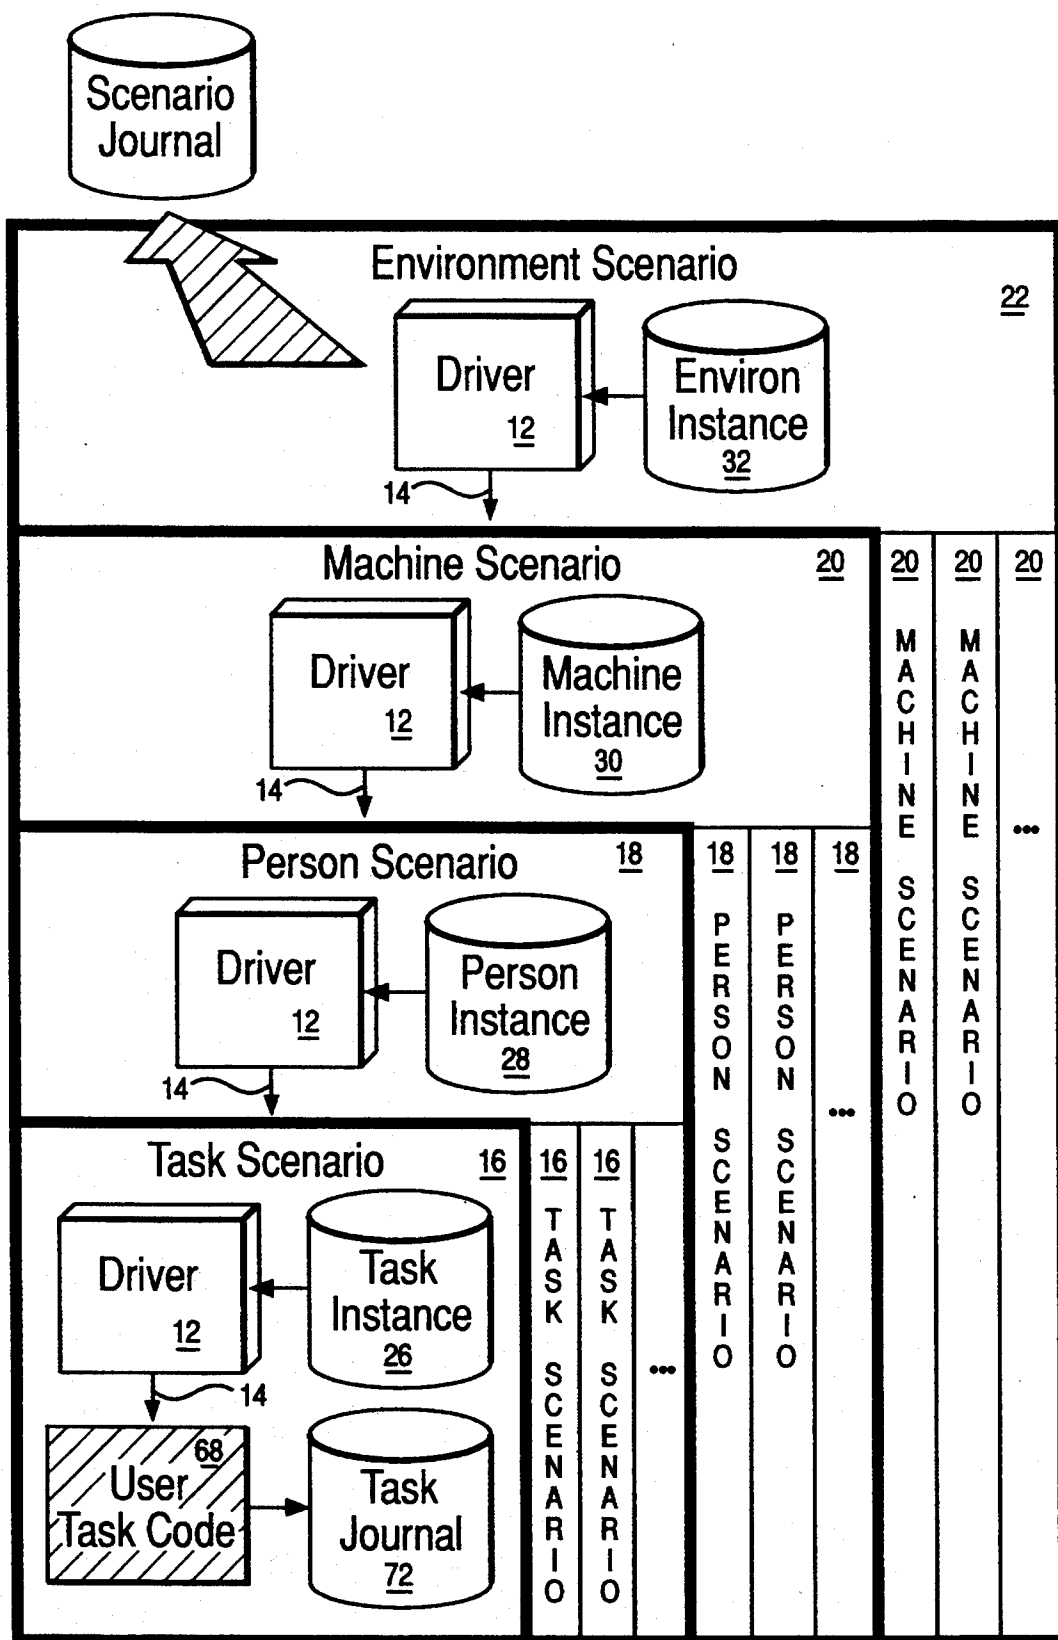 Scenario
Journal
Environment Scenario
22
Driver
12
Environ
Instance
32
14
Machine Scenario
20
20
20
20
Driver
12
Machine
Instance
30
14
MACHINE SCENARIO
MACHINE SCENARIO
...
Person Scenario
18
18
18
18
Driver
12
Person
Instance
28
14
PERSON SCENARIO
PERSON SCENARIO
...
Task Scenario
16
16
16
Driver
12
Task
Instance
26
14
TASK SCENARIO
TASK SCENARIO
...
68
User
Task Code
Task
Journal
72